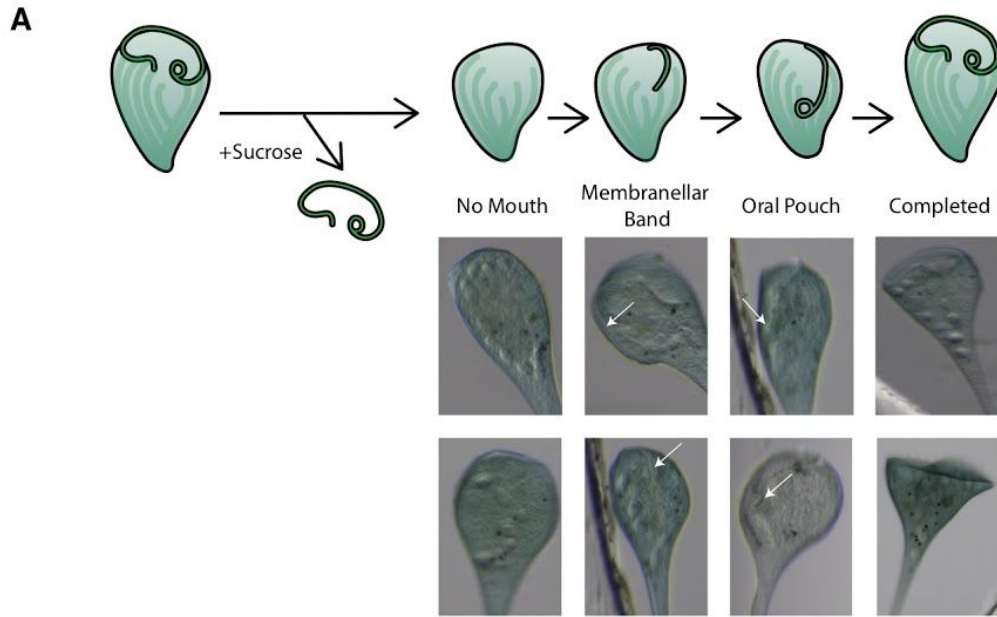 A
+Sucrose
No Mouth
Membranellar
Band
Oral Pouch
Completed